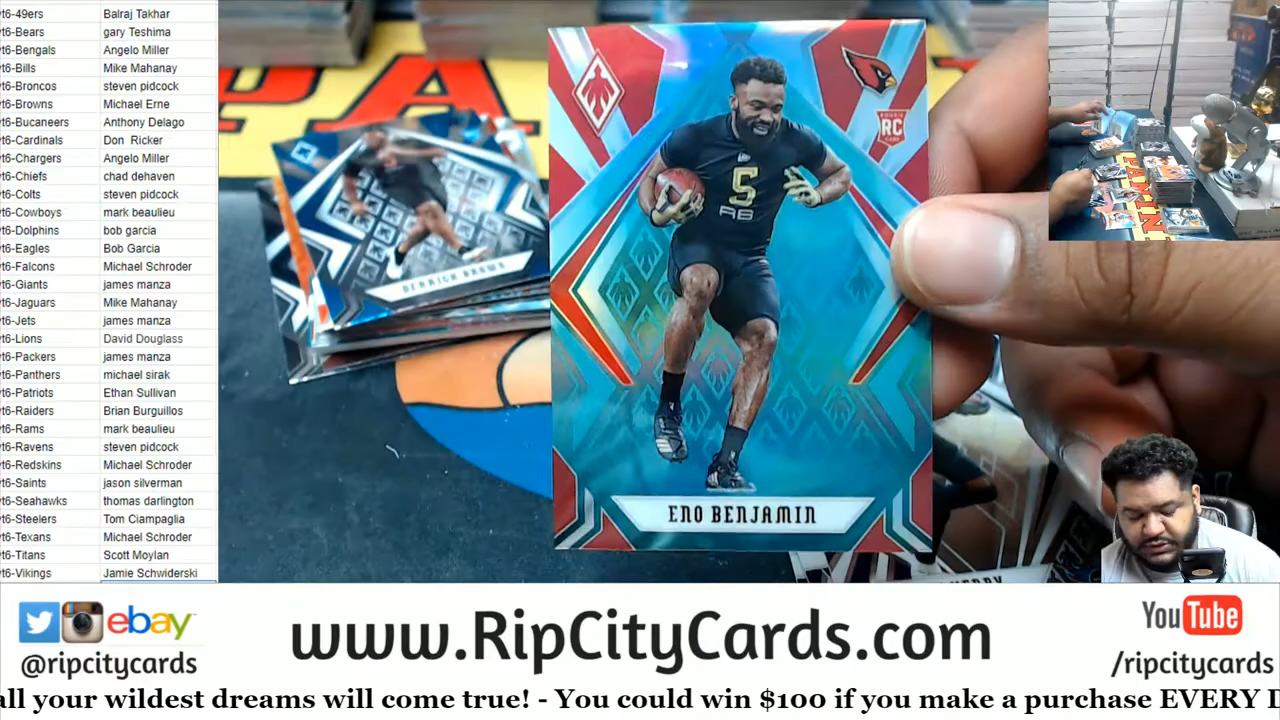 t6-49ers Balraj Takhar
t6-Bears gary Teshima
t6-Bengals Angelo Miller
t6-Bills Mike Mahanay
t6-Broncos steven pidcock
t6-Browns Michael Erne
t6-Bucaneers Anthony Delago
t6-Cardinals Don Ricker
t6-Chargers Angelo Miller
t6-Chiefs chad dehaven
t6-Colts steven pidcock
t6-Cowboys mark beaulieu
t6-Dolphins bob garcia
t6-Eagles Bob Garcia
t6-Falcons Michael Schroder
t6-Giants james manza
t6-Jaguars Mike Mahanay
t6-Jets james manza
t6-Lions David Douglass
t6-Packers james manza
t6-Panthers michael sirak
t6-Patriots Ethan Sullivan
t6-Raiders Brian Burguillos
t6-Rams mark beaulieu
t6-Ravens steven pidcock
t6-Redskins Michael Schroder
t6-Saints jason silverman
t6-Seahawks thomas darlington
t6-Steelers Tom Ciampaglia
t6-Texans Michael Schroder
t6-Titans Scott Moylan
t6-Vikings Jamie Schwiderski
DERRICK BROWN
ROOKIE
RC
CARD
5
RB
ENO BENJAMIN
PANIN
ebay
@ripcitycards
www.RipCityCards.com
YouTube
/ripcitycards
all your wildest dreams will come true! - You could win $100 if you make a purchase EVERY D